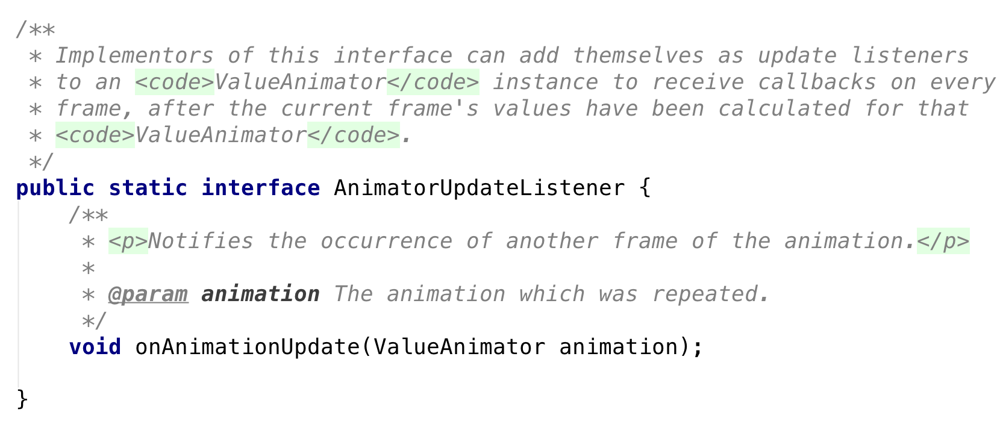 /**
 * Implementors of this interface can add themselves as update listeners
 * to an <code>ValueAnimator</code> instance to receive callbacks on every
 * frame, after the current frame's values have been calculated for that
 * <code>ValueAnimator</code>.
 */
public static interface AnimatorUpdateListener {
    /**
     * <p>Notifies the occurrence of another frame of the animation.</p>
     *
     * @param animation The animation which was repeated.
     */
    void onAnimationUpdate(ValueAnimator animation);

}